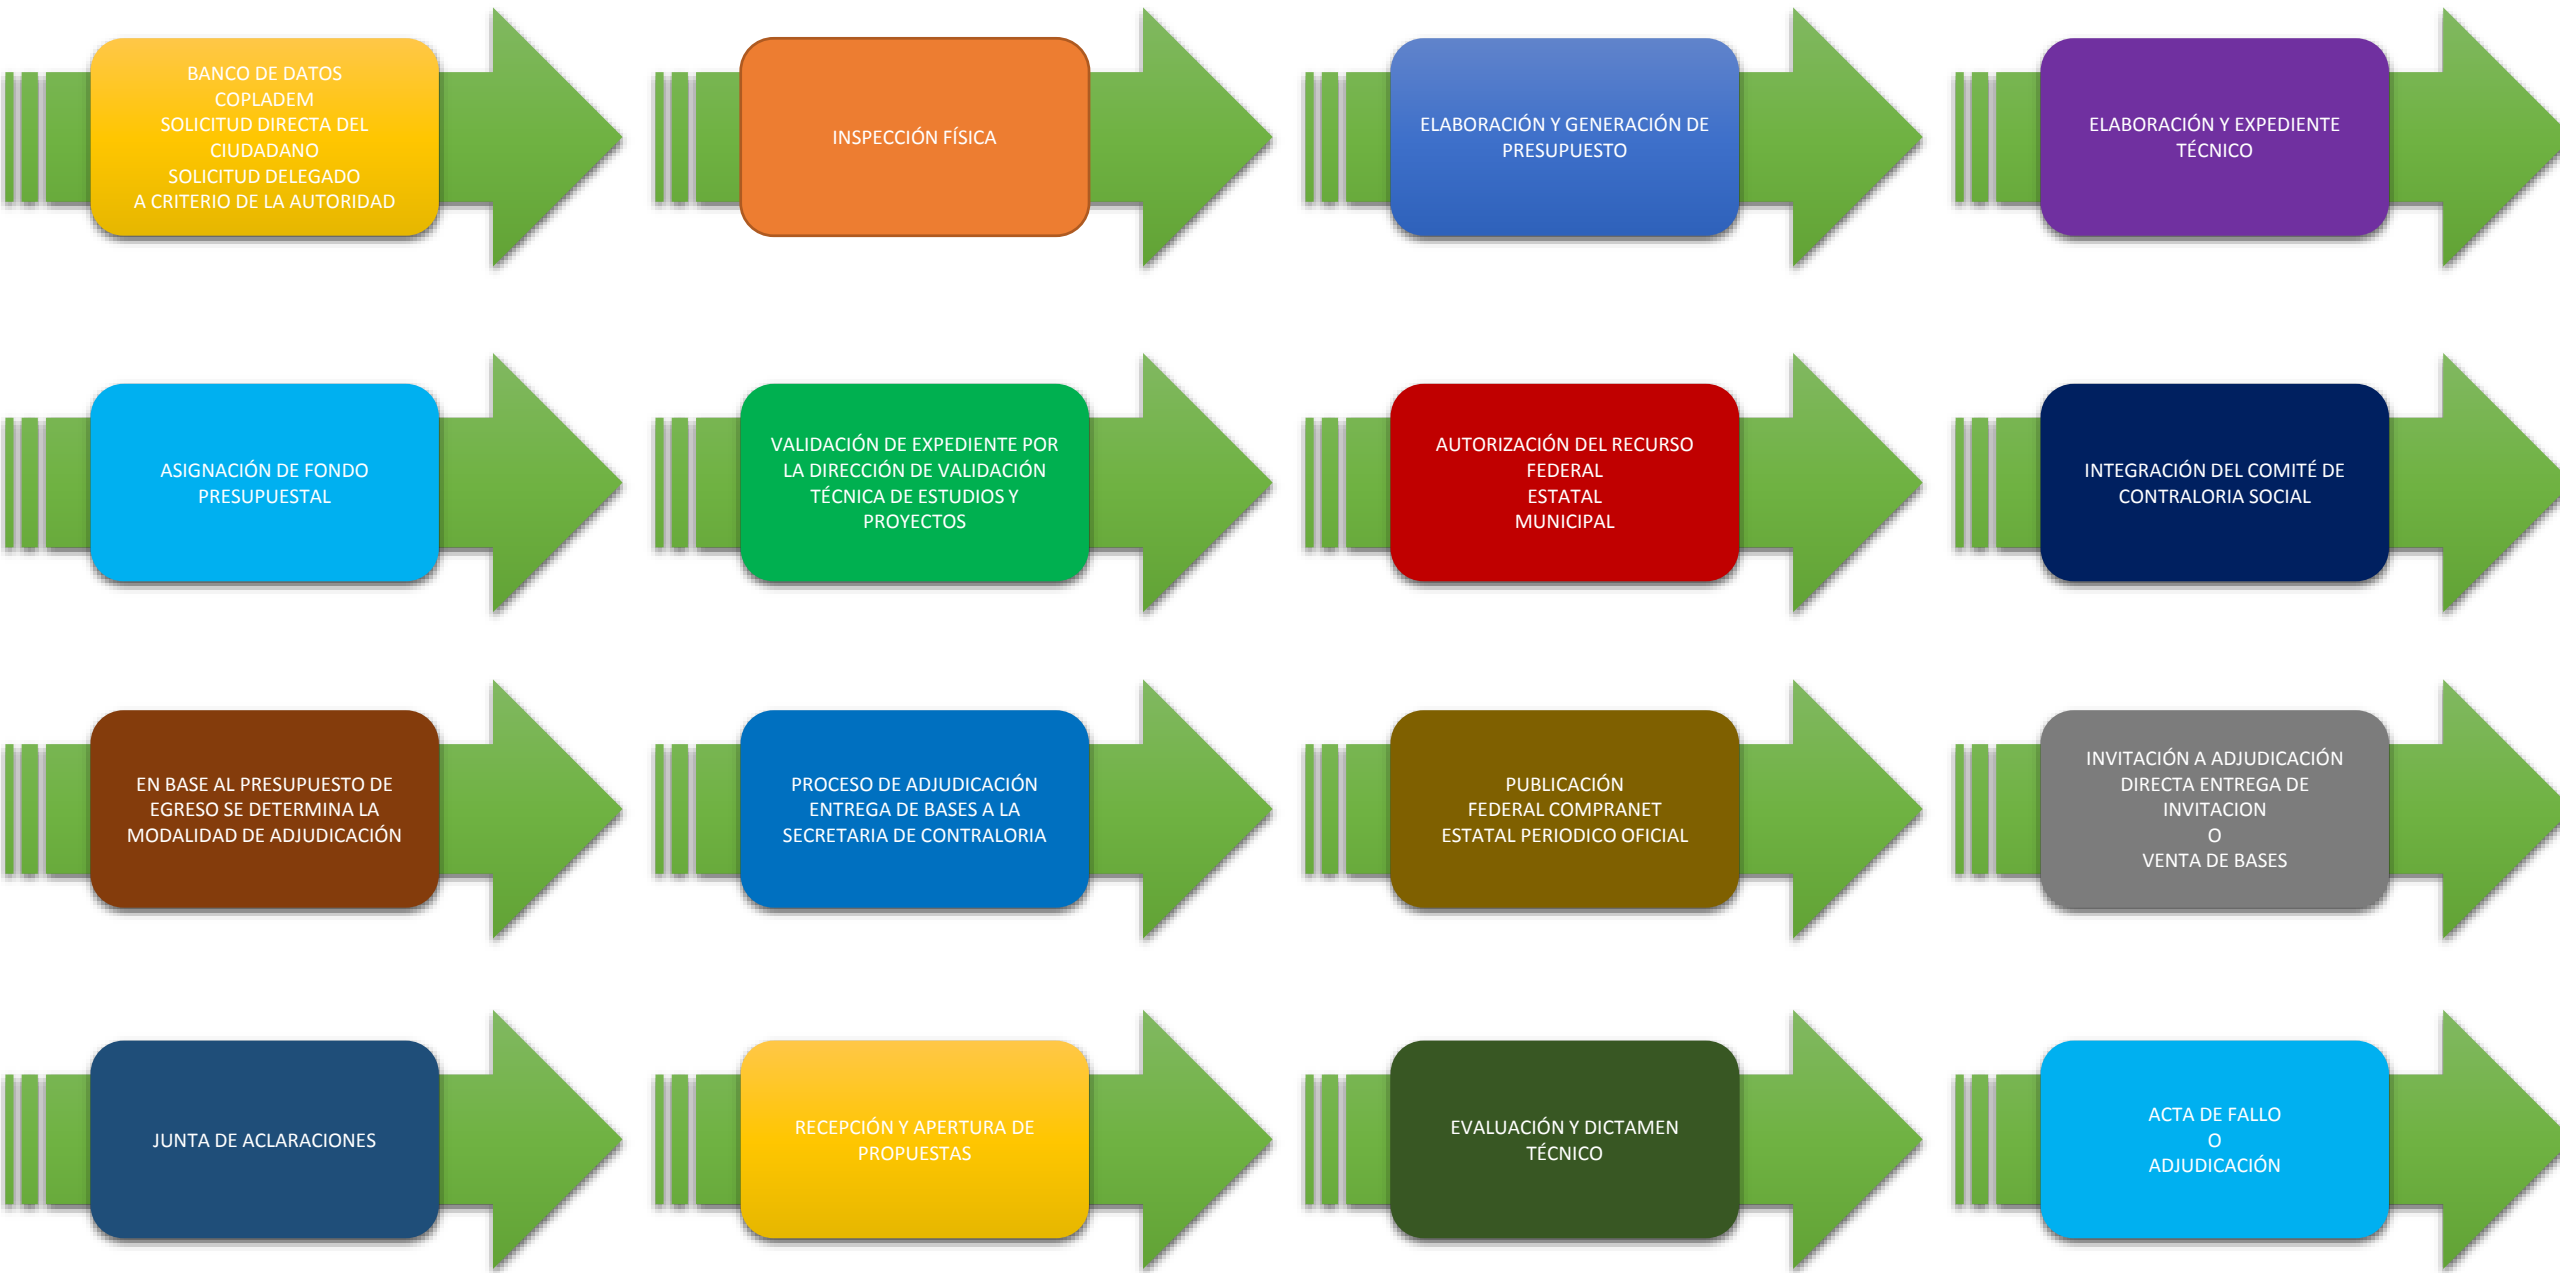 BANCO DE DATOS
COPLADEM
SOLICITUD DIRECTA DEL
CIUDADANO
SOLICITUD DELEGADO
A CRITERIO DE LA AUTORIDAD
INSPECCIÓN FÍSICA
ELABORACIÓN Y GENERACIÓN DE
PRESUPUESTO
ELABORACIÓN Y EXPEDIENTE
TÉCNICO
ASIGNACIÓN DE FONDO
PRESUPUESTAL
VALIDACIÓN DE EXPEDIENTE POR
LA DIRECCIÓN DE VALIDACIÓN
TÉCNICA DE ESTUDIOS Y
PROYECTOS
AUTORIZACIÓN DEL RECURSO
FEDERAL
ESTATAL
MUNICIPAL
INTEGRACIÓN DEL COMITÉ DE
CONTRALORIA SOCIAL
EN BASE AL PRESUPUESTO DE
EGRESO SE DETERMINA LA
MODALIDAD DE ADJUDICACIÓN
PROCESO DE ADJUDICACIÓN
ENTREGA DE BASES A LA
SECRETARIA DE CONTRALORIA
PUBLICACIÓN
FEDERAL COMPRANET
ESTATAL PERIODICO OFICIAL
INVITACIÓN A ADJUDICACIÓN
DIRECTA ENTREGA DE
INVITACION
O
VENTA DE BASES
JUNTA DE ACLARACIONES
RECEPCIÓN Y APERTURA DE
PROPUESTAS
EVALUACIÓN Y DICTAMEN
TÉCNICO
ACTA DE FALLO
O
ADJUDICACIÓN